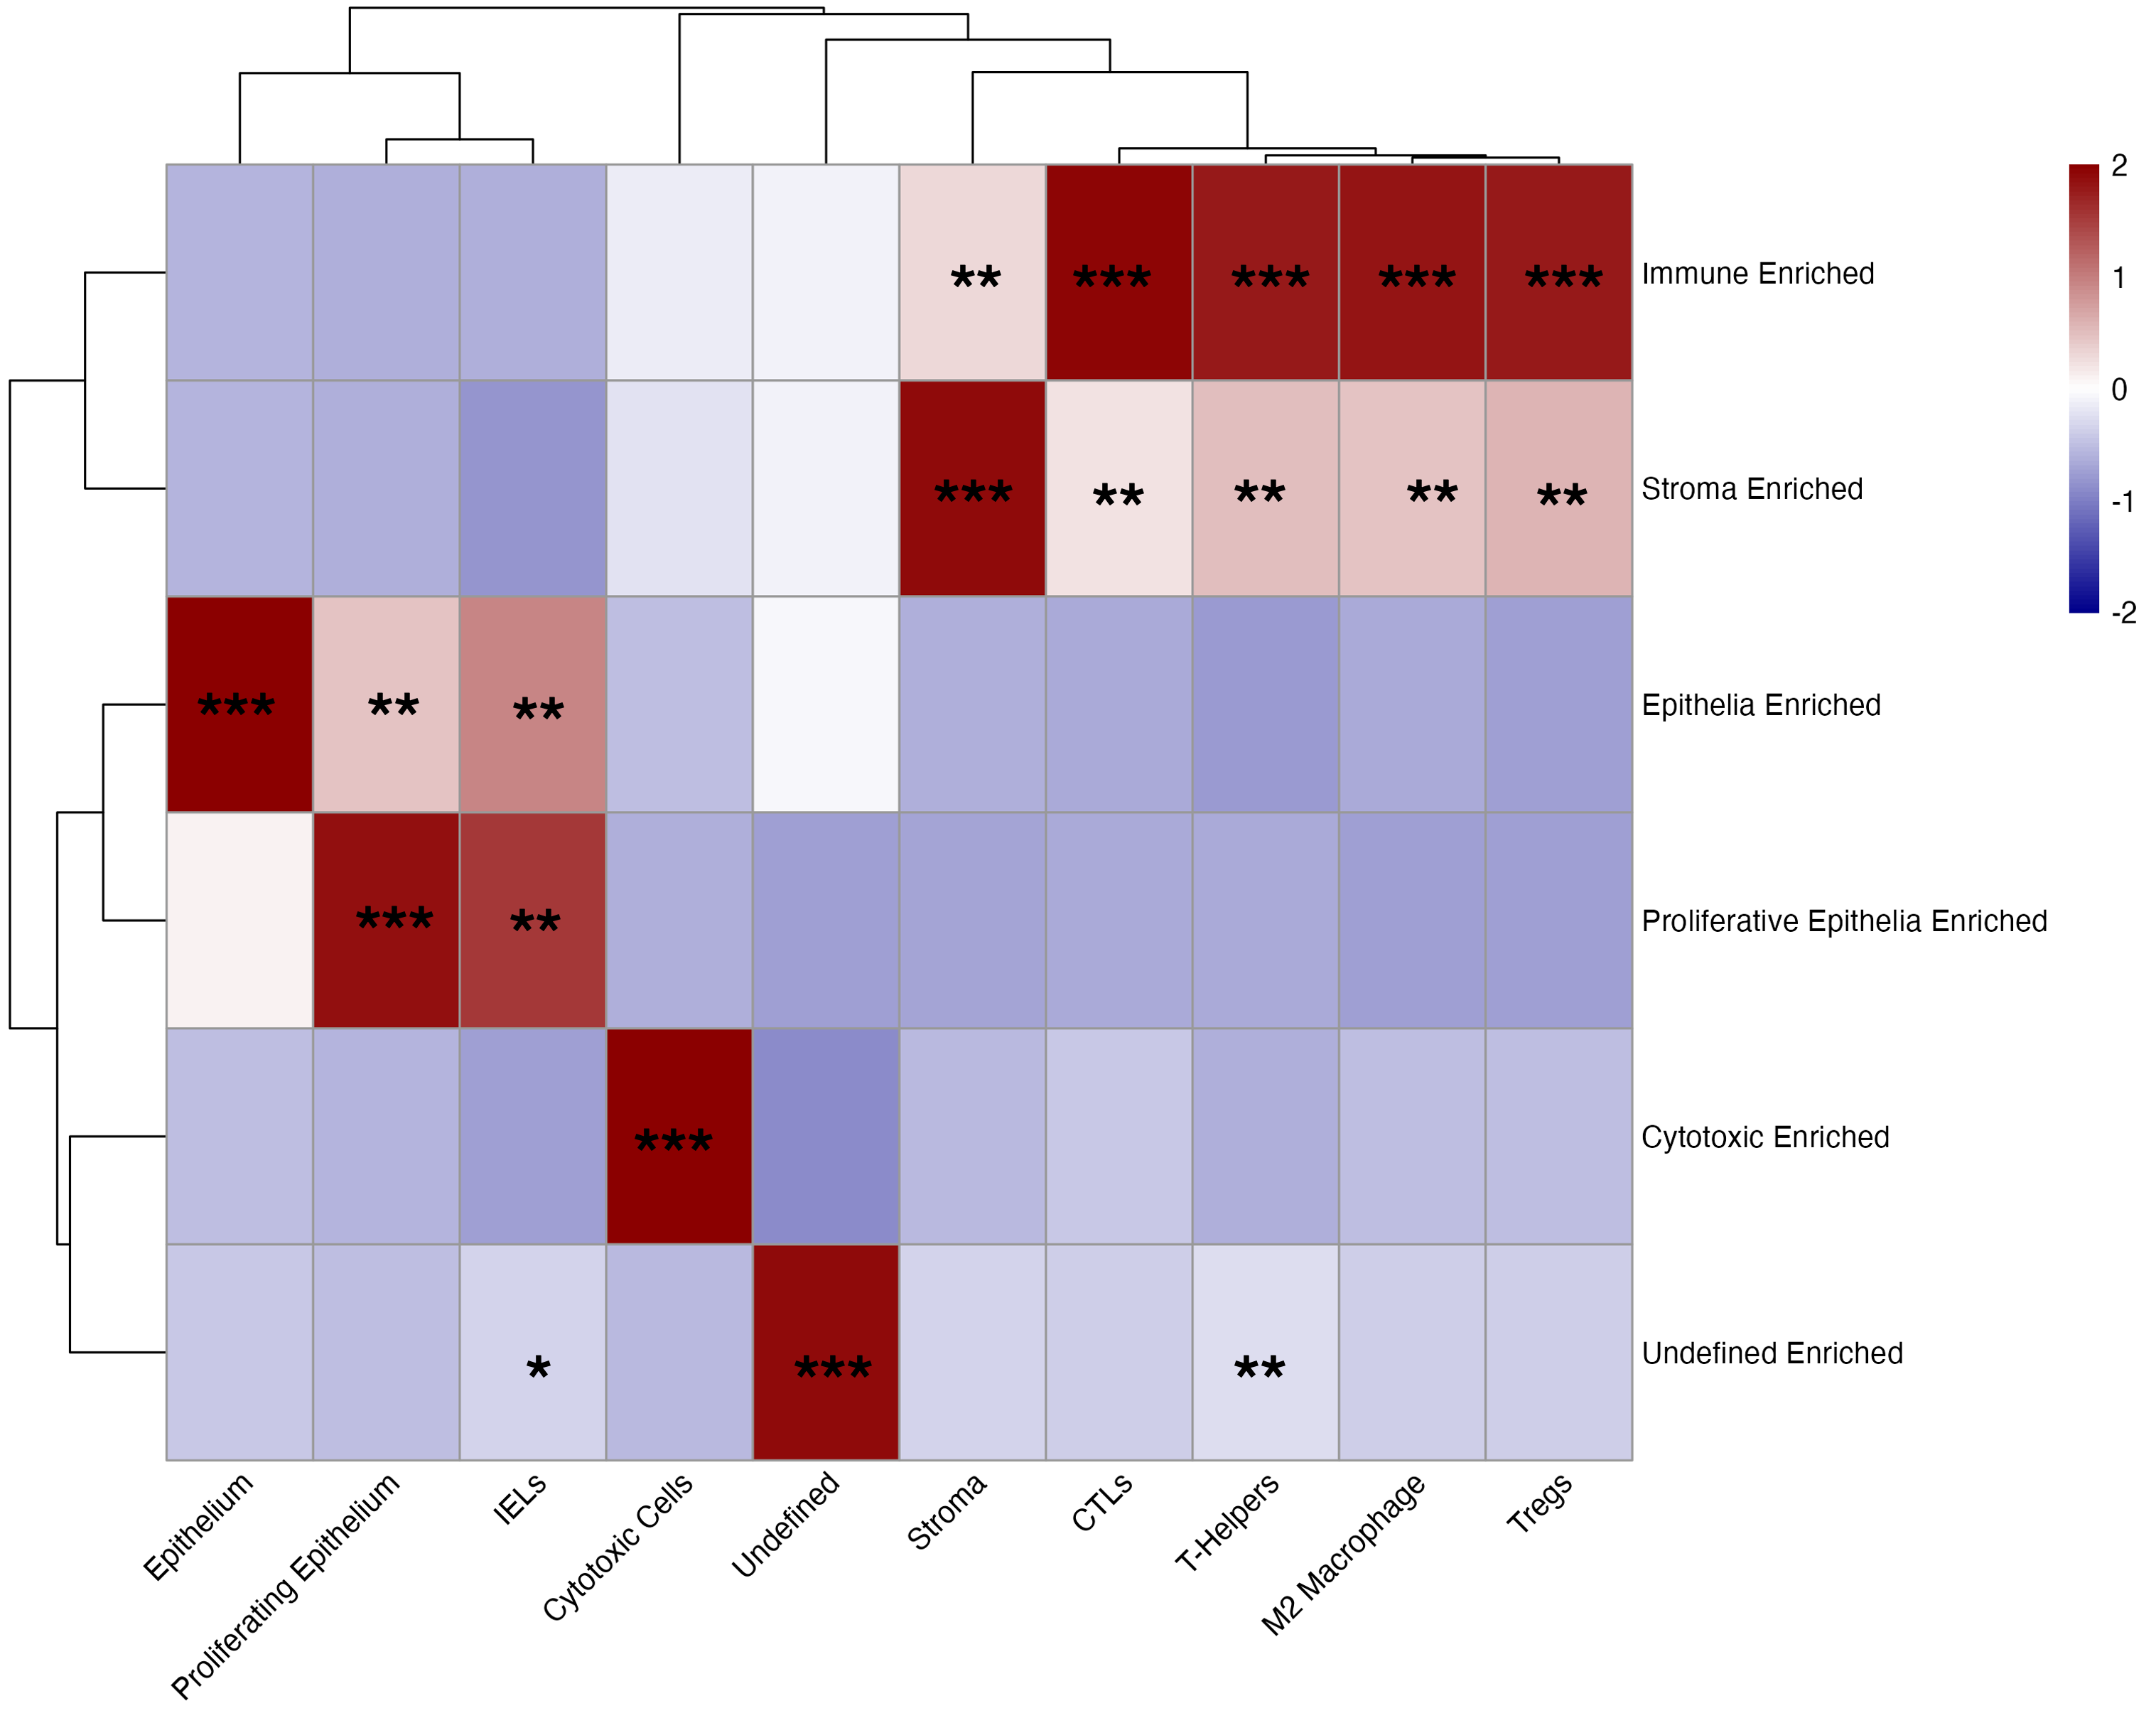 ** *** *** *** ***
Immune Enriched
*** ** ** ** **
Stroma Enriched
*** ** **
Epithelia Enriched
*** **
Proliferative Epithelia Enriched
***
Cytotoxic Enriched
* *** **
Undefined Enriched
2
1
0
-1
-2
Epithelium
Proliferating Epithelium
IELs
Cytotoxic Cells
Undefined
Stroma
CTLs
T-Helpers
M2 Macrophage
Tregs